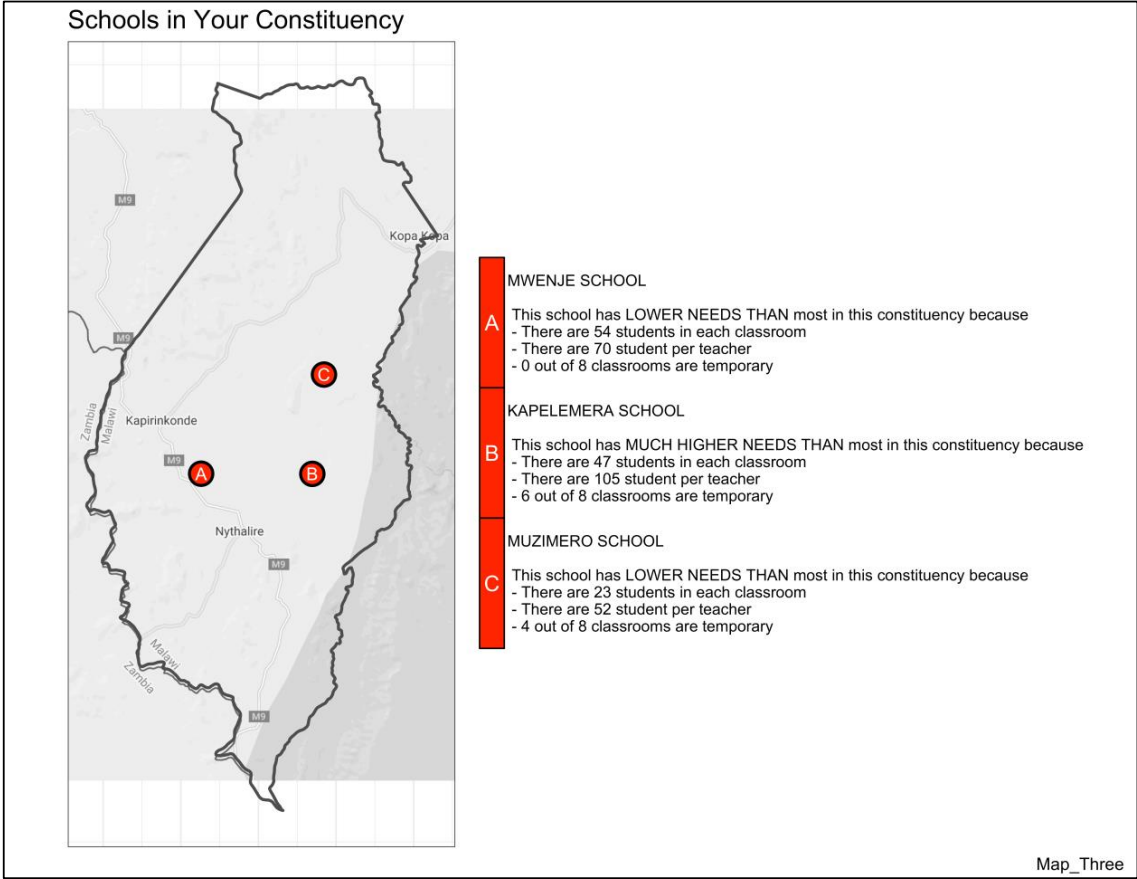 Schools in Your Constituency
M9
Kopa Kopa
M9
Zambia
Malawi
Kapirinkonde
M9
A
B
C
Nythalire
M9
Malawi
Zambia
M9
A
MWENJE SCHOOL
This school has LOWER NEEDS THAN most in this constituency because
- There are 54 students in each classroom
- There are 70 student per teacher
- 0 out of 8 classrooms are temporary
B
KAPELEMERA SCHOOL
This school has MUCH HIGHER NEEDS THAN most in this constituency because
- There are 47 students in each classroom
- There are 105 student per teacher
- 6 out of 8 classrooms are temporary
C
MUZIMERO SCHOOL
This school has LOWER NEEDS THAN most in this constituency because
- There are 23 students in each classroom
- There are 52 student per teacher
- 4 out of 8 classrooms are temporary
Map_Three